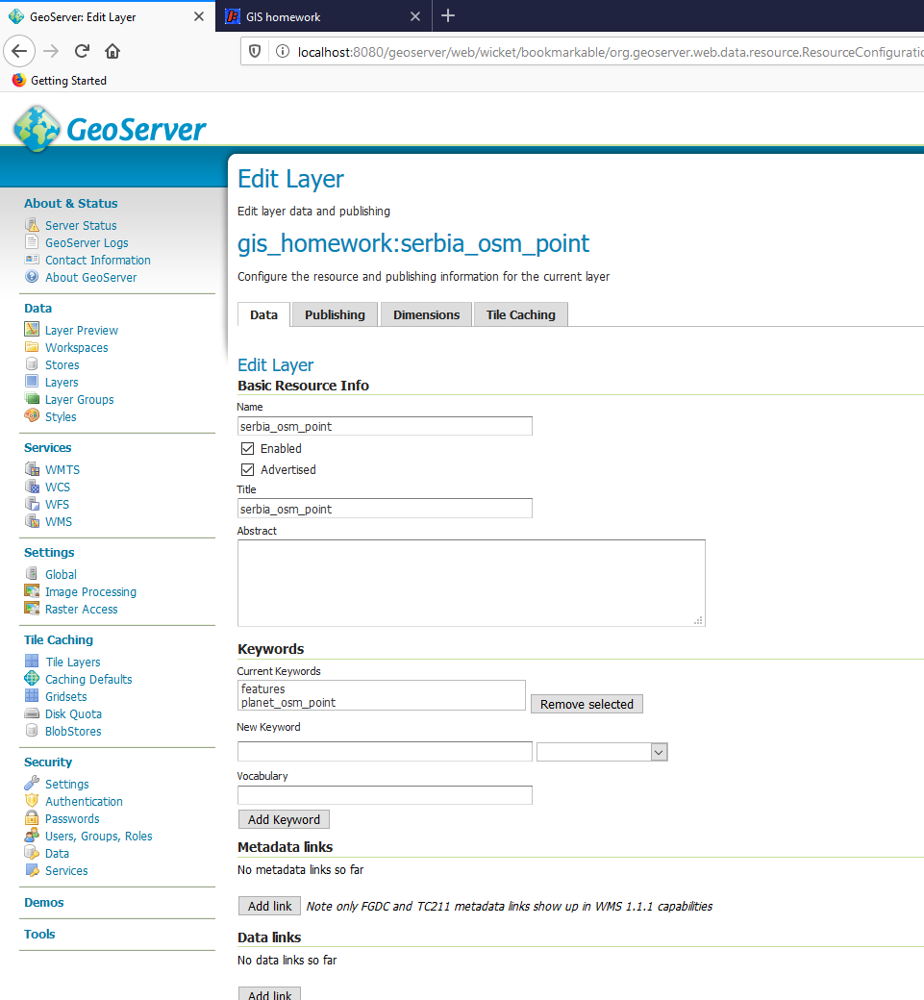 GeoServer: Edit Layer
GIS homework
localhost:8080/geoserver/web/wicket/bookmarkable/org.geoserver.web.data.resource.ResourceConfiguratio
Getting Started
GeoServer
About & Status
Server Status
GeoServer Logs
Contact Information
About GeoServer
Data
Layer Preview
Workspaces
Stores
Layers
Layer Groups
Styles
Services
WMTS
WCS
WFS
WMS
Settings
Global
Image Processing
Raster Access
Tile Caching
Tile Layers
Caching Defaults
Gridsets
Disk Quota
BlobStores
Security
Settings
Authentication
Passwords
Users, Groups, Roles
Data
Services
Demos
Tools
Edit Layer
Edit layer data and publishing
gis_homework:serbia_osm_point
Configure the resource and publishing information for the current layer
Data Publishing Dimensions Tile Caching
Edit Layer
Basic Resource Info
Name
serbia_osm_point
Enabled
Advertised
Title
serbia_osm_point
Abstract
Keywords
Current Keywords
features
planet_osm_point
Remove selected
New Keyword
Vocabulary
Add Keyword
Metadata links
No metadata links so far
Add link Note only FGDC and TC211 metadata links show up in WMS 1.1.1 capabilities
Data links
No data links so far
Add link